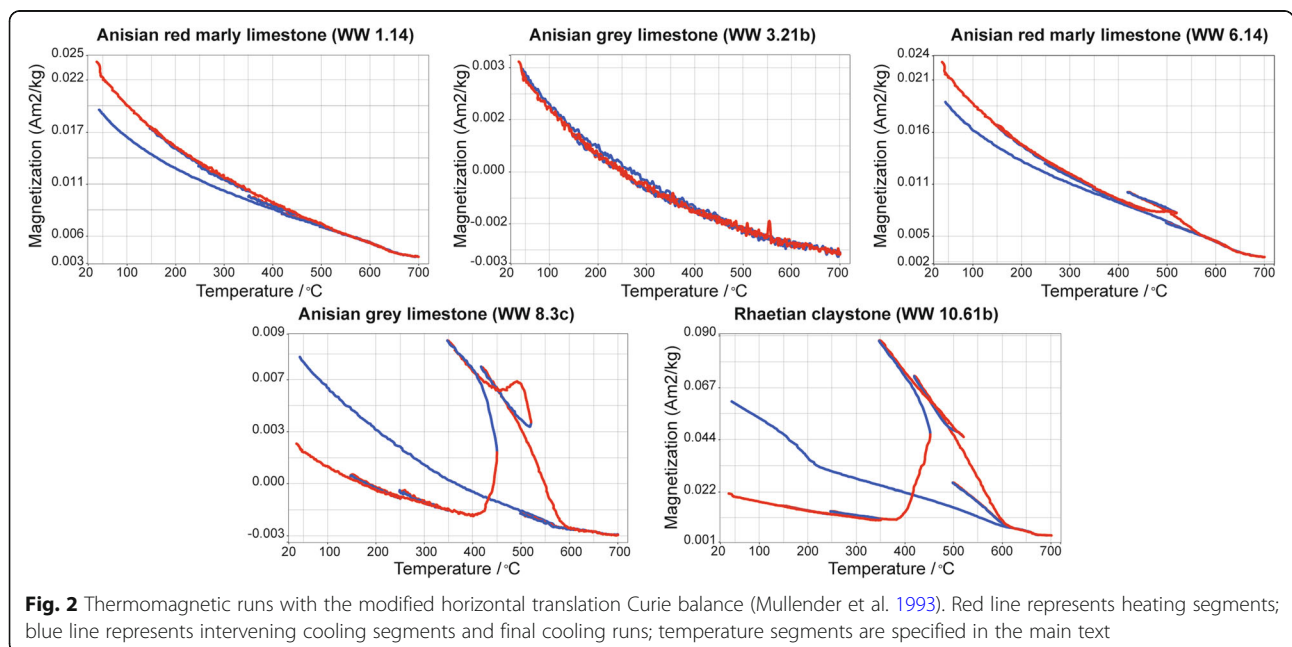 Anisian red marly limestone (WW 1.14)
Magnetization (Am2/kg)
0.025
0.022
0.017
0.011
0.006
0.003
20 100 200 300 400 500 600 700
Temperature / °C
Anisian grey limestone (WW 3.21b)
Magnetization (Am2/kg)
0.003
0.002
0.000
-0.002
-0.003
20 100 200 300 400 500 600 700
Temperature / °C
Anisian red marly limestone (WW 6.14)
Magnetization (Am2/kg)
0.024
0.021
0.016
0.011
0.005
0.002
20 100 200 300 400 500 600 700
Temperature / °C
Anisian grey limestone (WW 8.3c)
Magnetization (Am2/kg)
0.009
0.007
0.003
0.000
-0.003
20 100 200 300 400 500 600 700
Temperature / °C
Rhaetian claystone (WW 10.61b)
Magnetization (Am2/kg)
0.090
0.067
0.044
0.022
0.001
20 100 200 300 400 500 600 700
Temperature / °C
Fig. 2 Thermomagnetic runs with the modified horizontal translation Curie balance (Mullender et al. 1993). Red line represents heating segments;
blue line represents intervening cooling segments and final cooling runs; temperature segments are specified in the main text